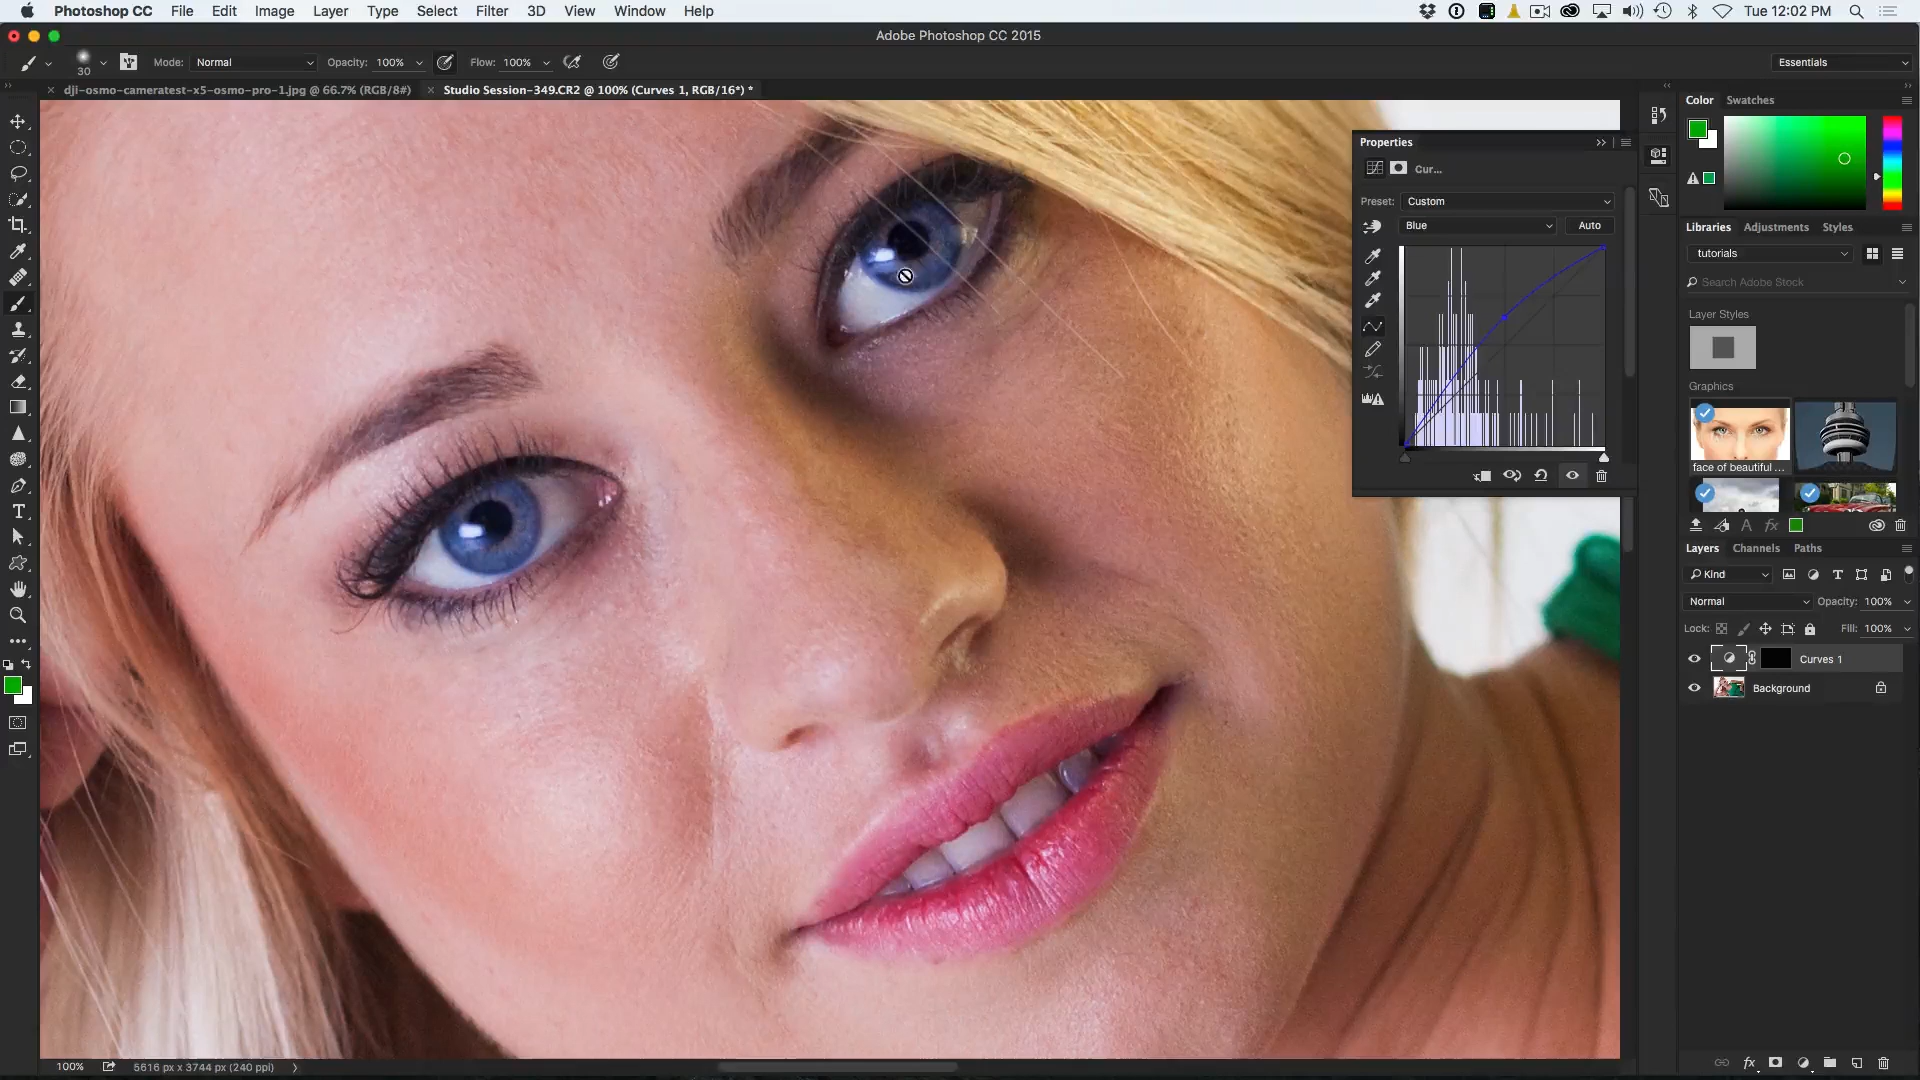 Photoshop CC File Edit Image Layer Type Select Filter 3D View Window Help Tue 12:02 PM
Adobe Photoshop CC 2015
30 Mode: Normal Opacity: 100% Flow: 100% Essentials
dji-osmo-cameratest-x5-osmo-pro-1.jpg @ 66.7% (RGB/8#) Studio Session-349.CR2 @ 100% (Curves 1, RGB/16*) *
Properties
Cur...
Preset: Custom
Blue Auto
Color Swatches
Libraries Adjustments Styles
tutorials
Search Adobe Stock
Layer Styles
Graphics
face of beautiful ...
Layers Channels Paths
Kind
Normal Opacity: 100%
Lock: Fill: 100%
Curves 1
Background
100% 5616 px x 3744 px (240 ppi)